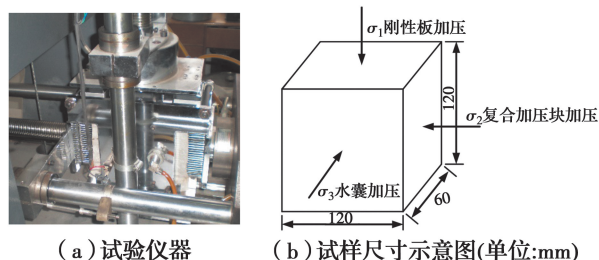 σ1刚性板加压
120
σ2复合加压块加压
σ3水囊加压
60
120
(a)试验仪器
(b)试样尺寸示意图(单位:mm)